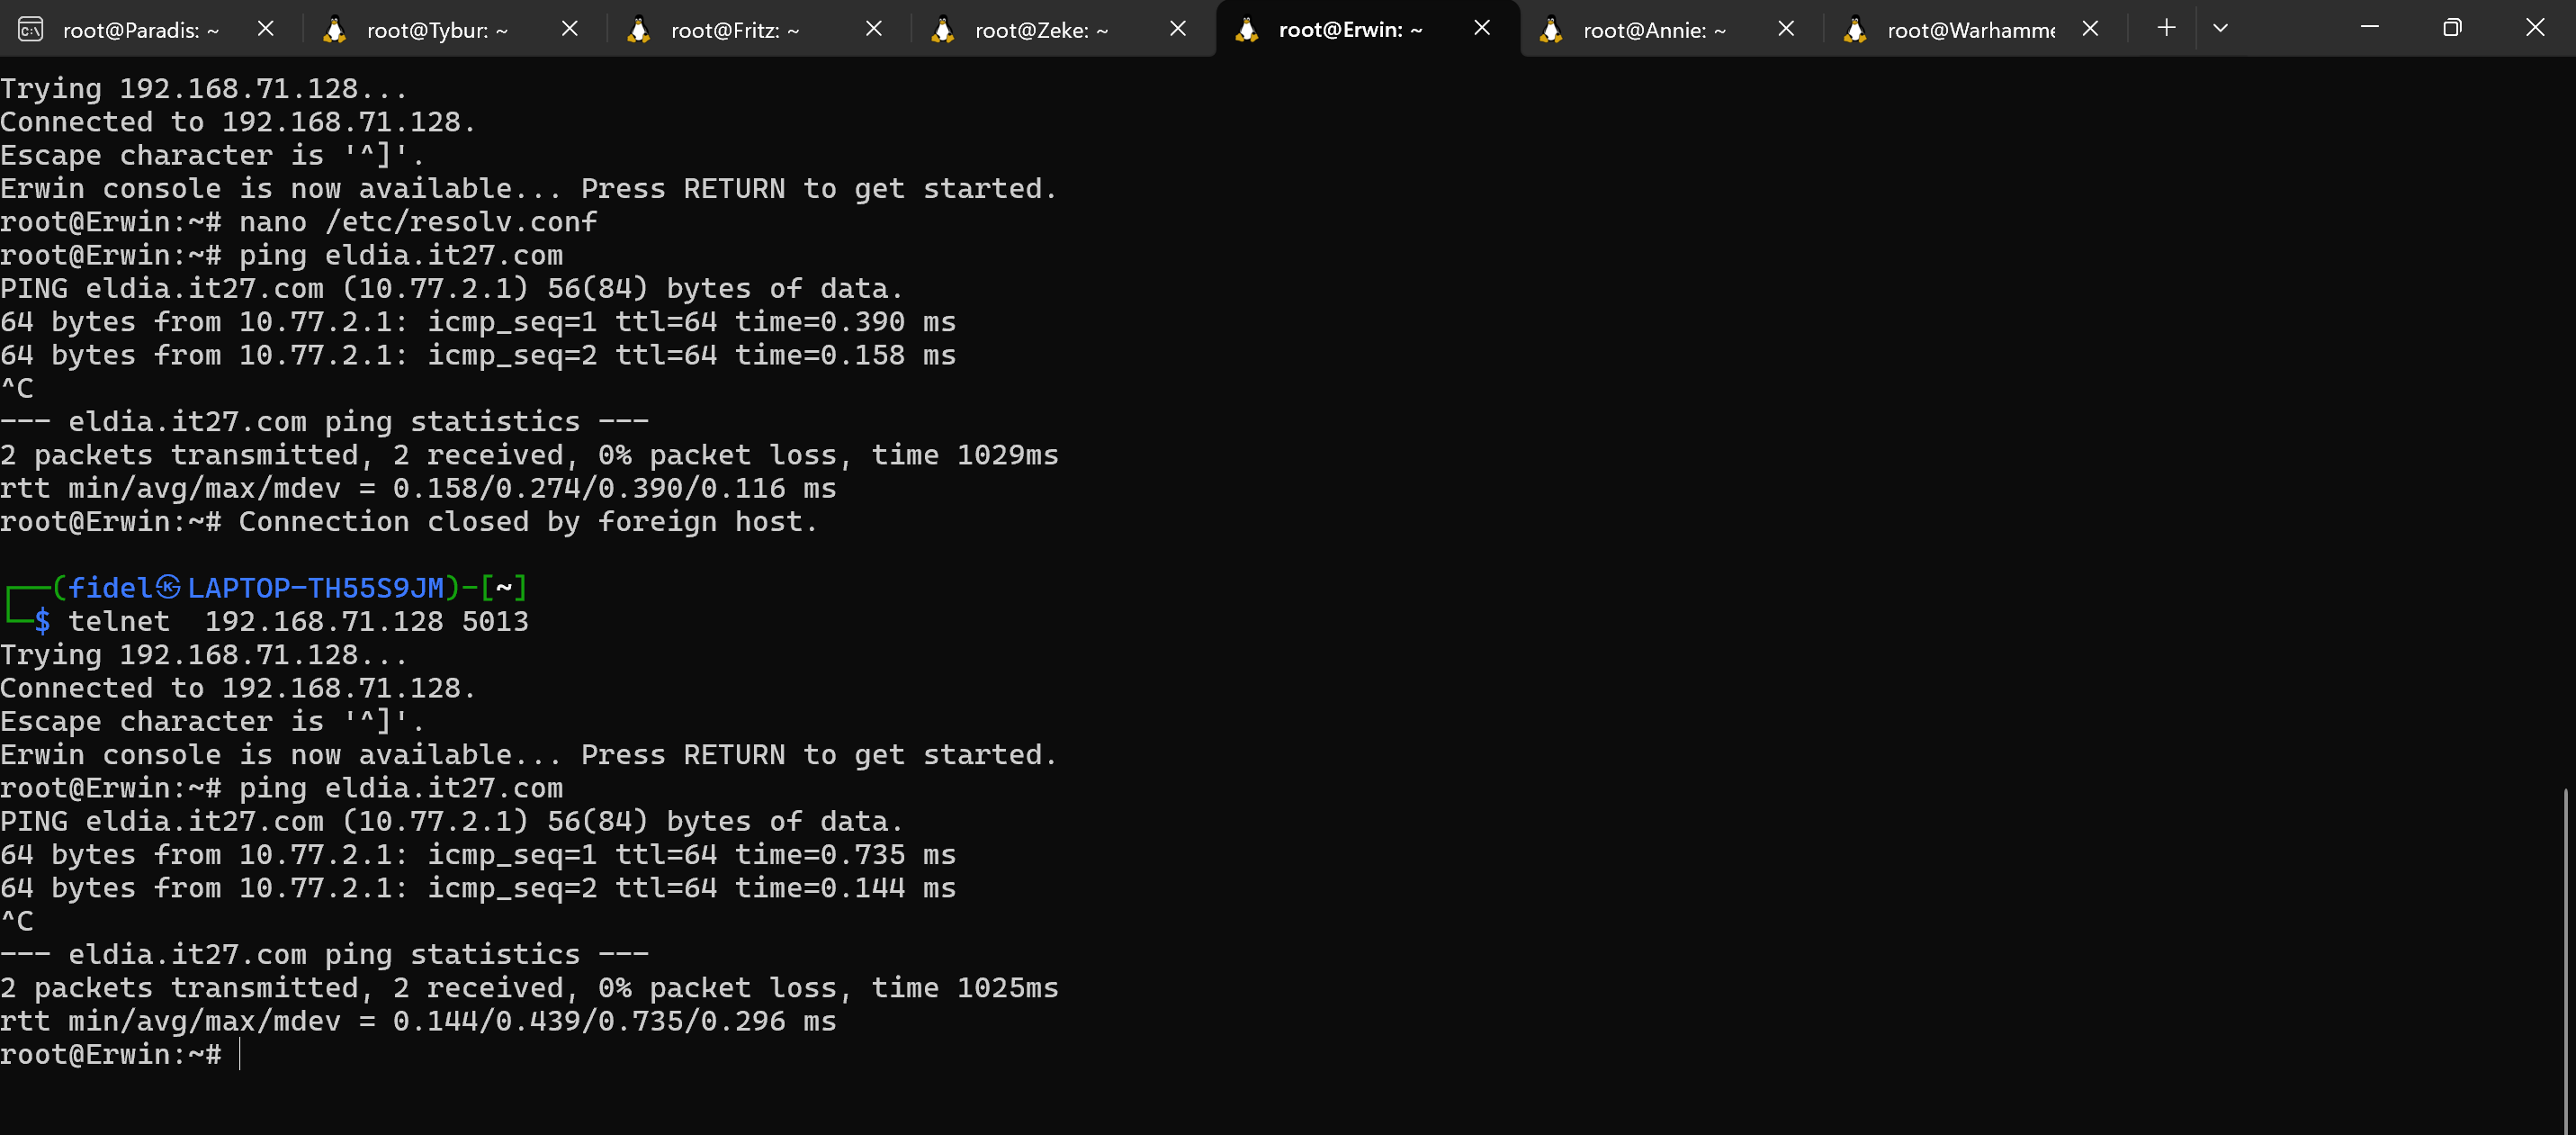 root@Paradis: ~
root@Tybur: ~
root@Fritz: ~
root@Zeke: ~
root@Erwin: ~
root@Annie: ~
root@Warhamme
Trying 192.168.71.128...
Connected to 192.168.71.128.
Escape character is '^]'.
Erwin console is now available... Press RETURN to get started.
root@Erwin:~# nano /etc/resolv.conf
root@Erwin:~# ping eldia.it27.com
PING eldia.it27.com (10.77.2.1) 56(84) bytes of data.
64 bytes from 10.77.2.1: icmp_seq=1 ttl=64 time=0.390 ms
64 bytes from 10.77.2.1: icmp_seq=2 ttl=64 time=0.158 ms
^C
--- eldia.it27.com ping statistics ---
2 packets transmitted, 2 received, 0% packet loss, time 1029ms
rtt min/avg/max/mdev = 0.158/0.274/0.390/0.116 ms
root@Erwin:~# Connection closed by foreign host.
┌──(fidel㉿LAPTOP-TH55S9JM)-[~]
└─$ telnet  192.168.71.128 5013
Trying 192.168.71.128...
Connected to 192.168.71.128.
Escape character is '^]'.
Erwin console is now available... Press RETURN to get started.
root@Erwin:~# ping eldia.it27.com
PING eldia.it27.com (10.77.2.1) 56(84) bytes of data.
64 bytes from 10.77.2.1: icmp_seq=1 ttl=64 time=0.735 ms
64 bytes from 10.77.2.1: icmp_seq=2 ttl=64 time=0.144 ms
^C
--- eldia.it27.com ping statistics ---
2 packets transmitted, 2 received, 0% packet loss, time 1025ms
rtt min/avg/max/mdev = 0.144/0.439/0.735/0.296 ms
root@Erwin:~#